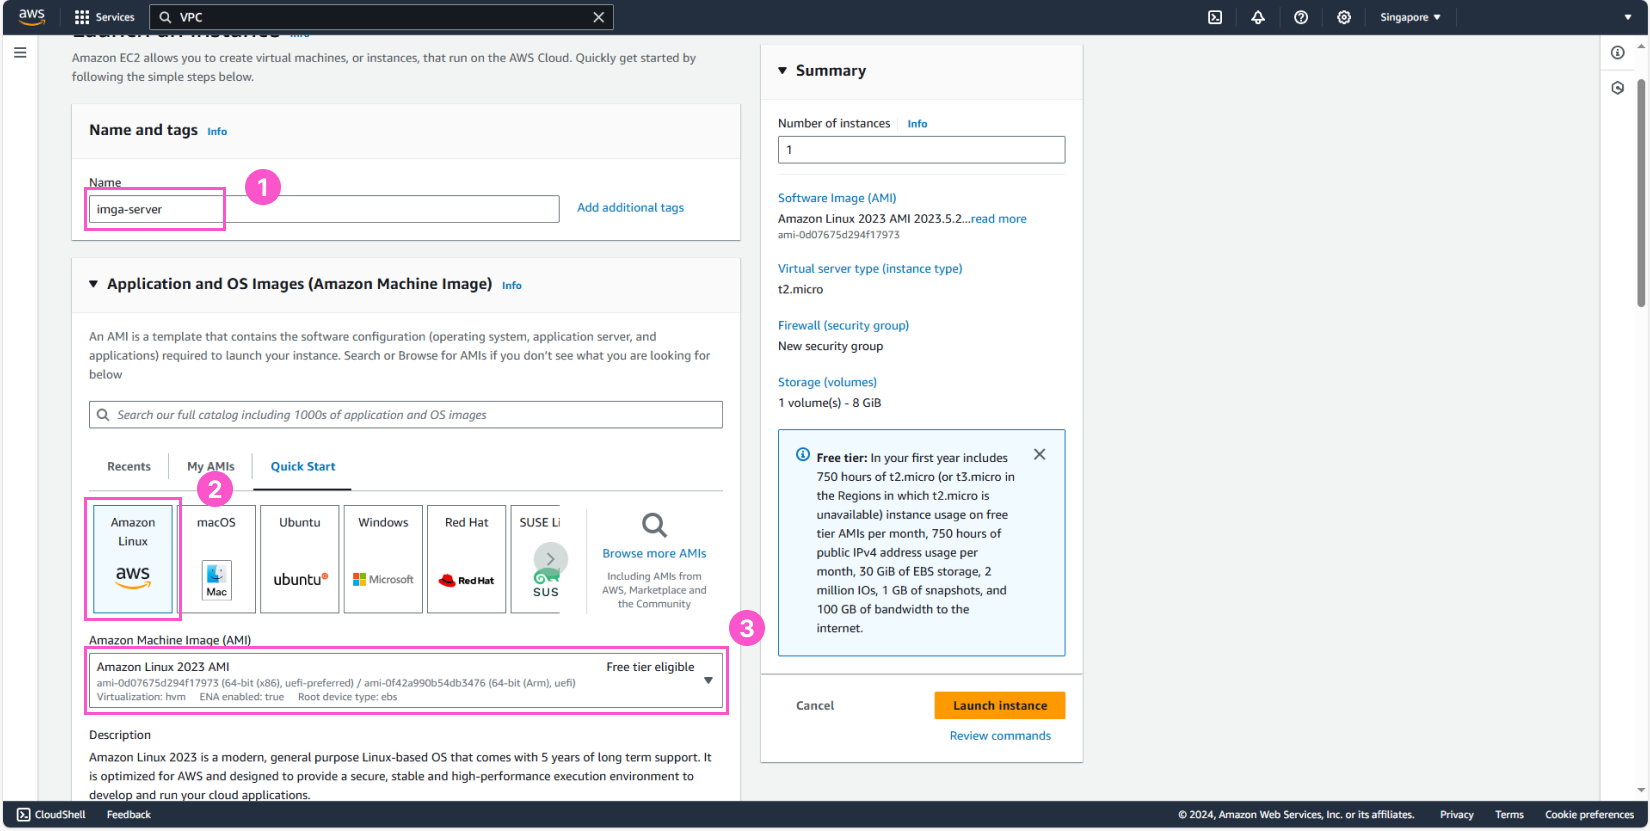 aws
Services
VPC
Singapore
Launch an instance Info
Amazon EC2 allows you to create virtual machines, or instances, that run on the AWS Cloud. Quickly get started by
following the simple steps below.
Name and tags Info
Name
1
imga-server
Add additional tags
Application and OS Images (Amazon Machine Image) Info
An AMI is a template that contains the software configuration (operating system, application server, and
applications) required to launch your instance. Search or Browse for AMIs if you don't see what you are looking for
below
Search our full catalog including 1000s of application and OS images
Recents
My AMIs
Quick Start
2
Amazon
Linux
aws
macOS
Mac
Ubuntu
ubuntu
Windows
Microsoft
Red Hat
Red Hat
SUSE Li
SUS
Browse more AMIs
Including AMIs from
AWS, Marketplace and
the Community
Amazon Machine Image (AMI)
3
Amazon Linux 2023 AMI
Free tier eligible
ami-0d07675d294f17973 (64-bit (x86), uefi-preferred) / ami-0f42a990b54db3476 (64-bit (Arm), uefi)
Virtualization: hvm ENA enabled: true Root device type: ebs
Description
Amazon Linux 2023 is a modern, general purpose Linux-based OS that comes with 5 years of long term support. It
is optimized for AWS and designed to provide a secure, stable and high-performance execution environment to
develop and run your cloud applications.
Summary
Number of instances Info
1
Software Image (AMI)
Amazon Linux 2023 AMI 2023.5.2...read more
ami-0d07675d294f17973
Virtual server type (instance type)
t2.micro
Firewall (security group)
New security group
Storage (volumes)
1 volume(s) - 8 GiB
Free tier: In your first year includes
750 hours of t2.micro (or t3.micro in
the Regions in which t2.micro is
unavailable) instance usage on free
tier AMIs per month, 750 hours of
public IPv4 address usage per
month, 30 GiB of EBS storage, 2
million IOs, 1 GB of snapshots, and
100 GB of bandwidth to the
internet.
Cancel
Launch instance
Review commands
CloudShell
Feedback
© 2024, Amazon Web Services, Inc. or its affiliates.
Privacy
Terms
Cookie preferences